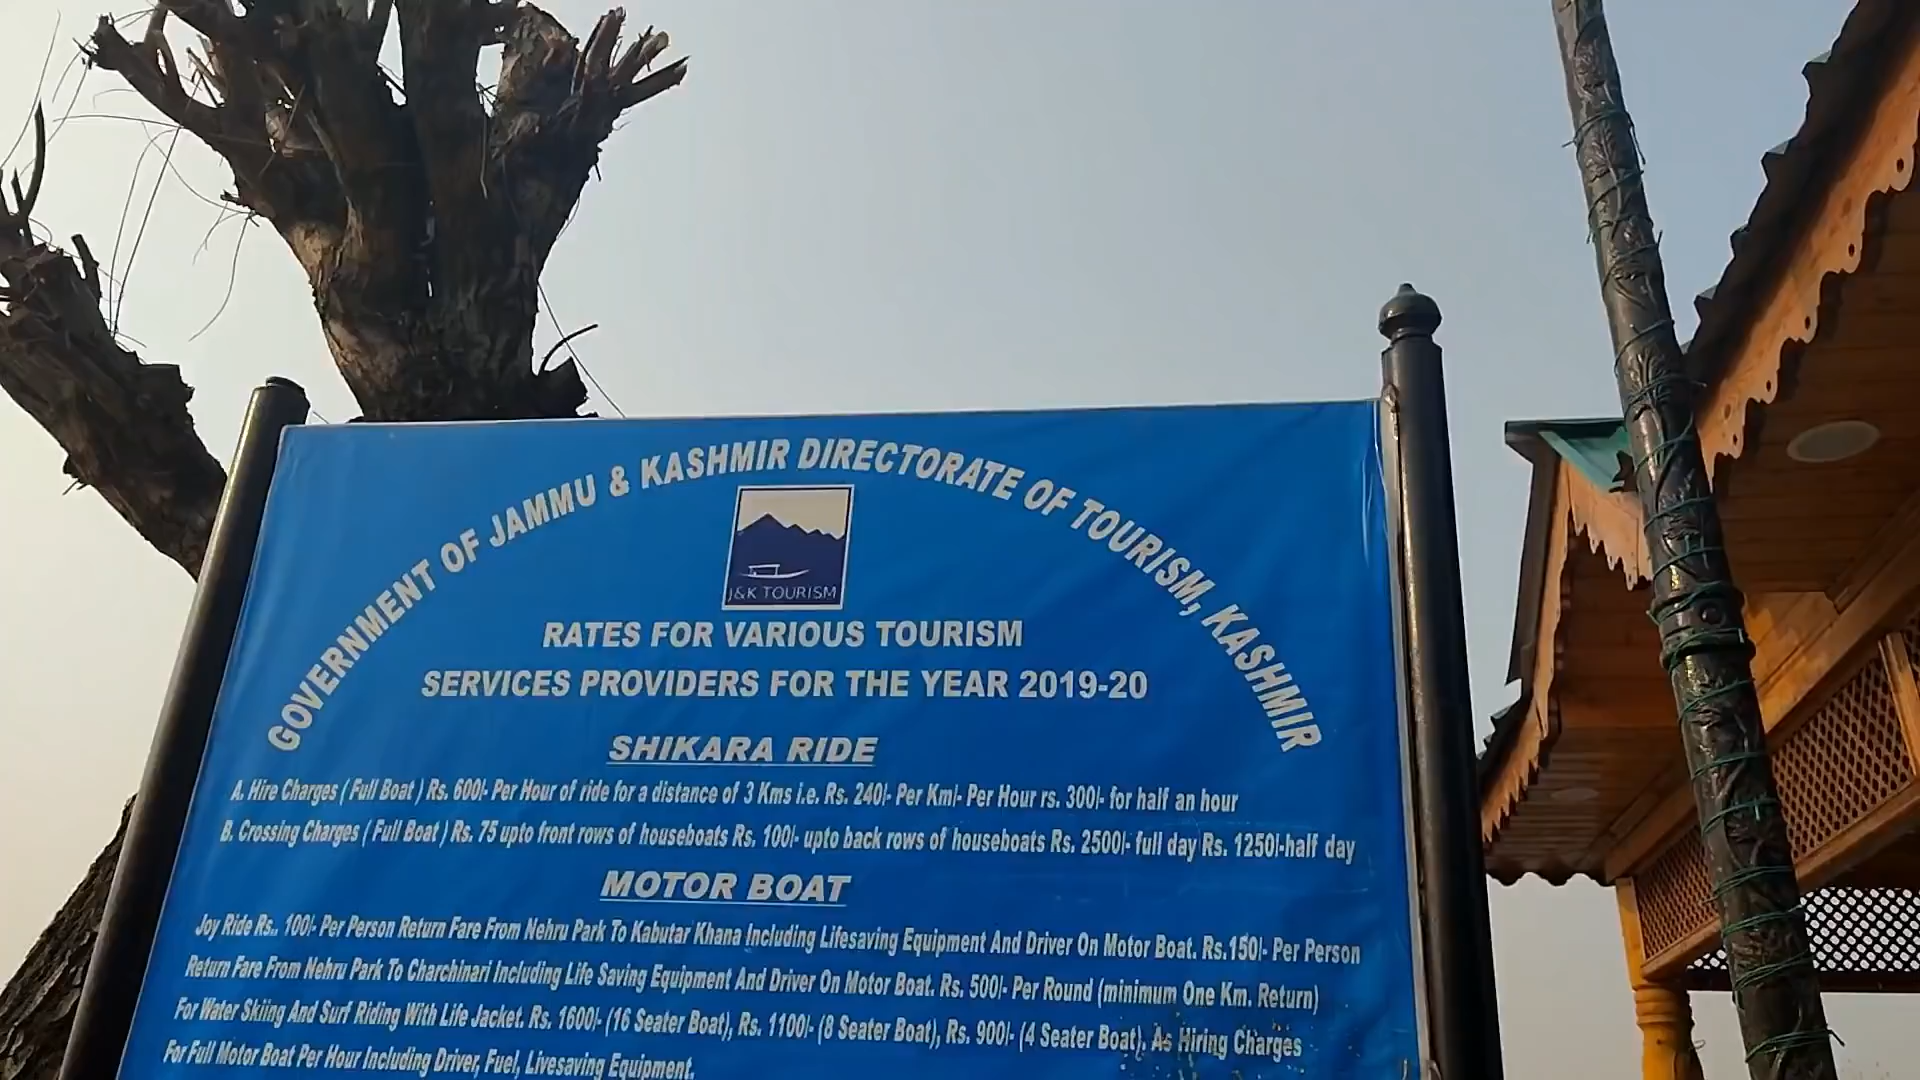 GOVERNMENT OF JAMMU & KASHMIR DIRECTORATE OF TOURISM, KASHMIR
J&K TOURISM
RATES FOR VARIOUS TOURISM
SERVICES PROVIDERS FOR THE YEAR 2019-20
SHIKARA RIDE
A. Hire Charges ( Full Boat ) Rs. 600/- Per Hour of ride for a distance of 3 Kms i.e. Rs. 240/- Per Km/- Per Hour rs. 300/- for half an hour
B. Crossing Charges ( Full Boat ) Rs. 75 upto front rows of houseboats Rs. 100/- upto back rows of houseboats Rs. 2500/- full day Rs. 1250/-half day
MOTOR BOAT
Joy Ride Rs.. 100/- Per Person Return Fare From Nehru Park To Kabutar Khana Including Lifesaving Equipment And Driver On Motor Boat. Rs.150/- Per Person
Return Fare From Nehru Park To Charchinari Including Life Saving Equipment And Driver On Motor Boat. Rs. 500/- Per Round (minimum One Km. Return)
For Water Skiing And Surf Riding With Life Jacket. Rs. 1600/- (16 Seater Boat), Rs. 1100/- (8 Seater Boat), Rs. 900/- (4 Seater Boat). As Hiring Charges
For Full Motor Boat Per Hour Including Driver, Fuel, Livesaving Equipment.